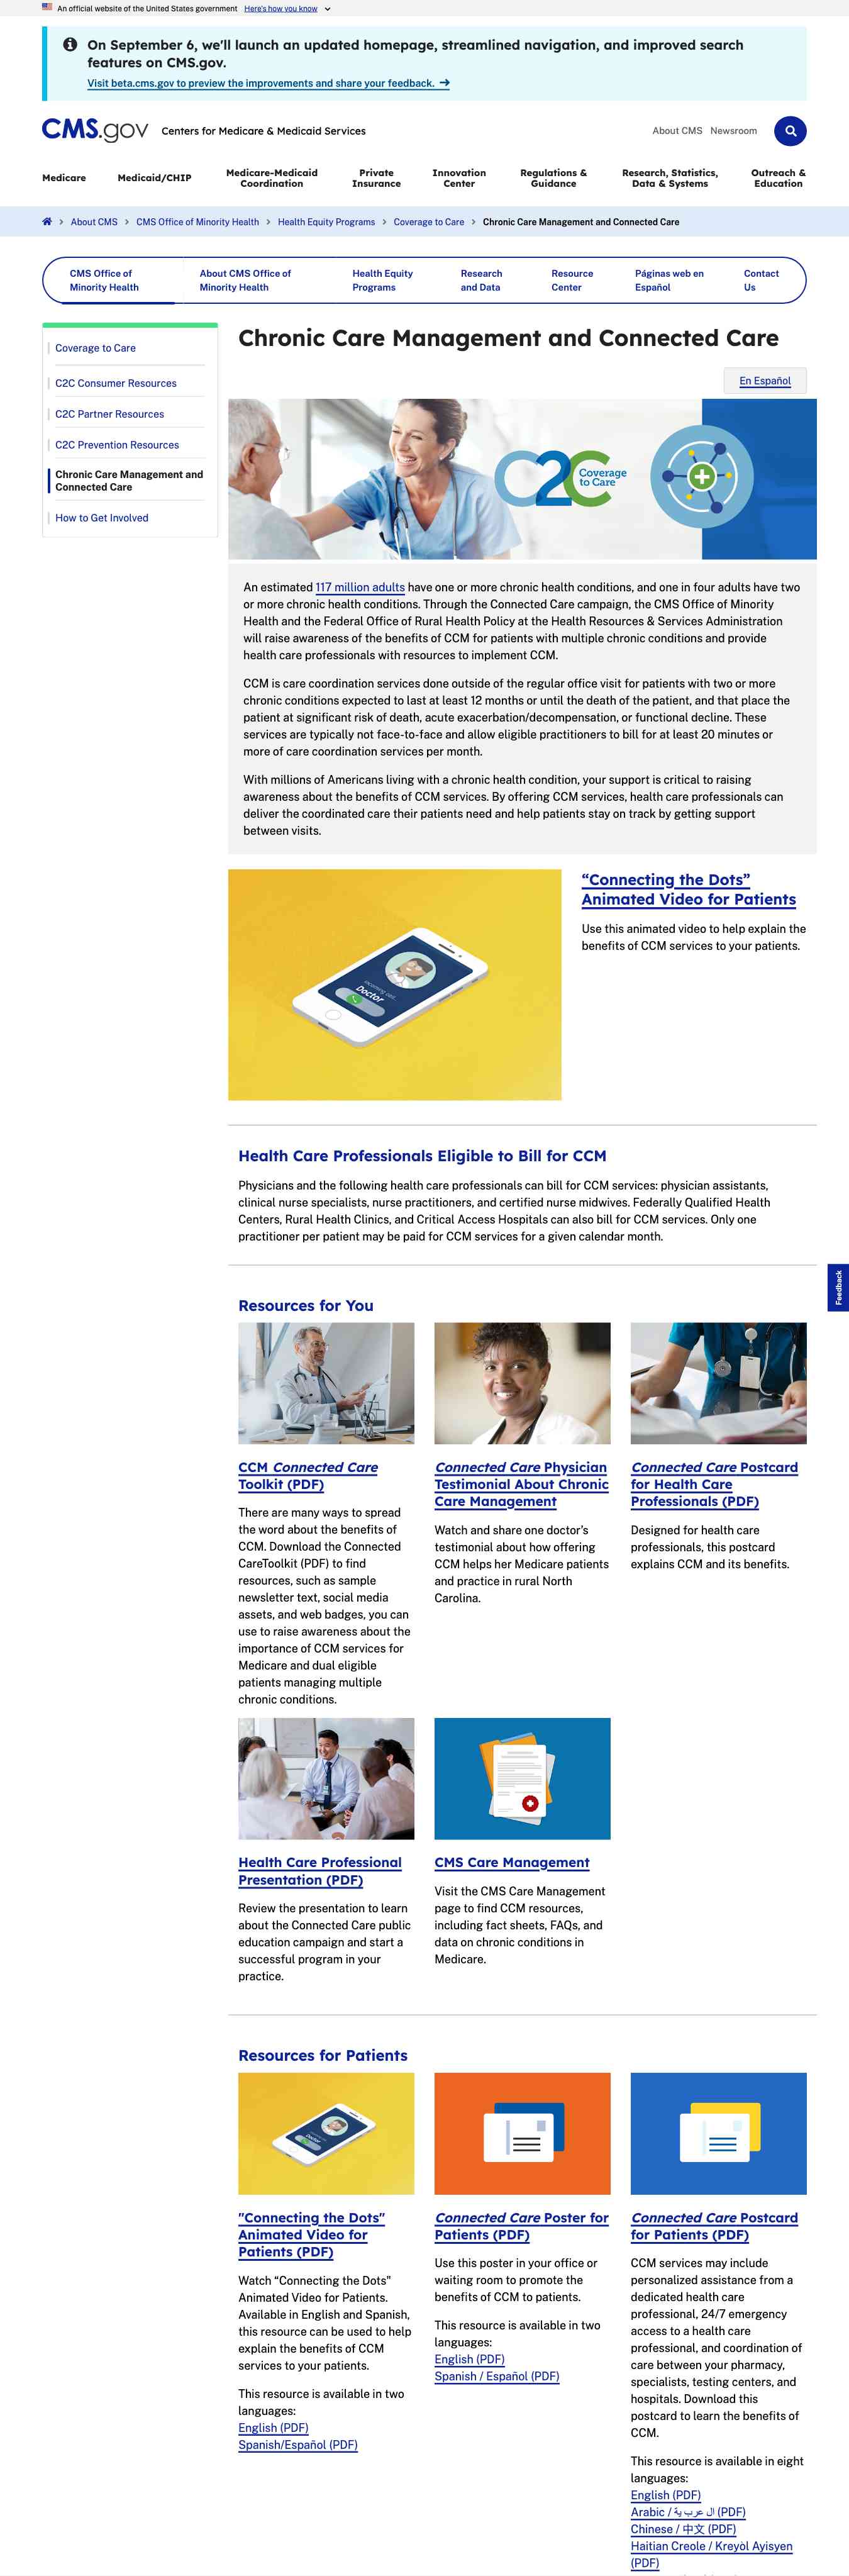 An official website of the United States government Here's how you know
On September 6, we'll launch an updated homepage, streamlined navigation, and improved search
features on CMS.gov.
Visit beta.cms.gov to preview the improvements and share your feedback.
CMS.gov Centers for Medicare & Medicaid Services
About CMS Newsroom
Medicare
Medicaid/CHIP
Medicare-Medicaid
Coordination
Private
Insurance
Innovation
Center
Regulations &
Guidance
Research, Statistics,
Data & Systems
Outreach &
Education
About CMS > CMS Office of Minority Health > Health Equity Programs > Coverage to Care > Chronic Care Management and Connected Care
CMS Office of
Minority Health
About CMS Office of
Minority Health
Health Equity
Programs
Research
and Data
Resource
Center
Páginas web en
Español
Contact
Us
Coverage to Care
C2C Consumer Resources
C2C Partner Resources
C2C Prevention Resources
Chronic Care Management and
Connected Care
How to Get Involved
Chronic Care Management and Connected Care
En Español
C2C Coverage
to Care
An estimated 117 million adults have one or more chronic health conditions, and one in four adults have two
or more chronic health conditions. Through the Connected Care campaign, the CMS Office of Minority
Health and the Federal Office of Rural Health Policy at the Health Resources & Services Administration
will raise awareness of the benefits of CCM for patients with multiple chronic conditions and provide
health care professionals with resources to implement CCM.
CCM is care coordination services done outside of the regular office visit for patients with two or more
chronic conditions expected to last at least 12 months or until the death of the patient, and that place the
patient at significant risk of death, acute exacerbation/decompensation, or functional decline. These
services are typically not face-to-face and allow eligible practitioners to bill for at least 20 minutes or
more of care coordination services per month.
With millions of Americans living with a chronic health condition, your support is critical to raising
awareness about the benefits of CCM services. By offering CCM services, health care professionals can
deliver the coordinated care their patients need and help patients stay on track by getting support
between visits.
incoming call
Doctor
“Connecting the Dots”
Animated Video for Patients
Use this animated video to help explain the
benefits of CCM services to your patients.
Health Care Professionals Eligible to Bill for CCM
Physicians and the following health care professionals can bill for CCM services: physician assistants,
clinical nurse specialists, nurse practitioners, and certified nurse midwives. Federally Qualified Health
Centers, Rural Health Clinics, and Critical Access Hospitals can also bill for CCM services. Only one
practitioner per patient may be paid for CCM services for a given calendar month.
Feedback
Resources for You
CCM Connected Care
Toolkit (PDF)
There are many ways to spread
the word about the benefits of
CCM. Download the Connected
CareToolkit (PDF) to find
resources, such as sample
newsletter text, social media
assets, and web badges, you can
use to raise awareness about the
importance of CCM services for
Medicare and dual eligible
patients managing multiple
chronic conditions.
Connected Care Physician
Testimonial About Chronic
Care Management
Watch and share one doctor's
testimonial about how offering
CCM helps her Medicare patients
and practice in rural North
Carolina.
Connected Care Postcard
for Health Care
Professionals (PDF)
Designed for health care
professionals, this postcard
explains CCM and its benefits.
Health Care Professional
Presentation (PDF)
Review the presentation to learn
about the Connected Care public
education campaign and start a
successful program in your
practice.
CMS Care Management
Visit the CMS Care Management
page to find CCM resources,
including fact sheets, FAQs, and
data on chronic conditions in
Medicare.
Resources for Patients
Doctor
"Connecting the Dots"
Animated Video for
Patients (PDF)
Watch “Connecting the Dots”
Animated Video for Patients.
Available in English and Spanish,
this resource can be used to help
explain the benefits of CCM
services to your patients.
This resource is available in two
languages:
English (PDF)
Spanish/Español (PDF)
Connected Care Poster for
Patients (PDF)
Use this poster in your office or
waiting room to promote the
benefits of CCM to patients.
This resource is available in two
languages:
English (PDF)
Spanish / Español (PDF)
Connected Care Postcard
for Patients (PDF)
CCM services may include
personalized assistance from a
dedicated health care
professional, 24/7 emergency
access to a health care
professional, and coordination of
care between your pharmacy,
specialists, testing centers, and
hospitals. Download this
postcard to learn the benefits of
CCM.
This resource is available in eight
languages:
English (PDF)
Arabic / ال عرب ية (PDF)
Chinese / 中文 (PDF)
Haitian Creole / Kreyòl Ayisyen
(PDF)